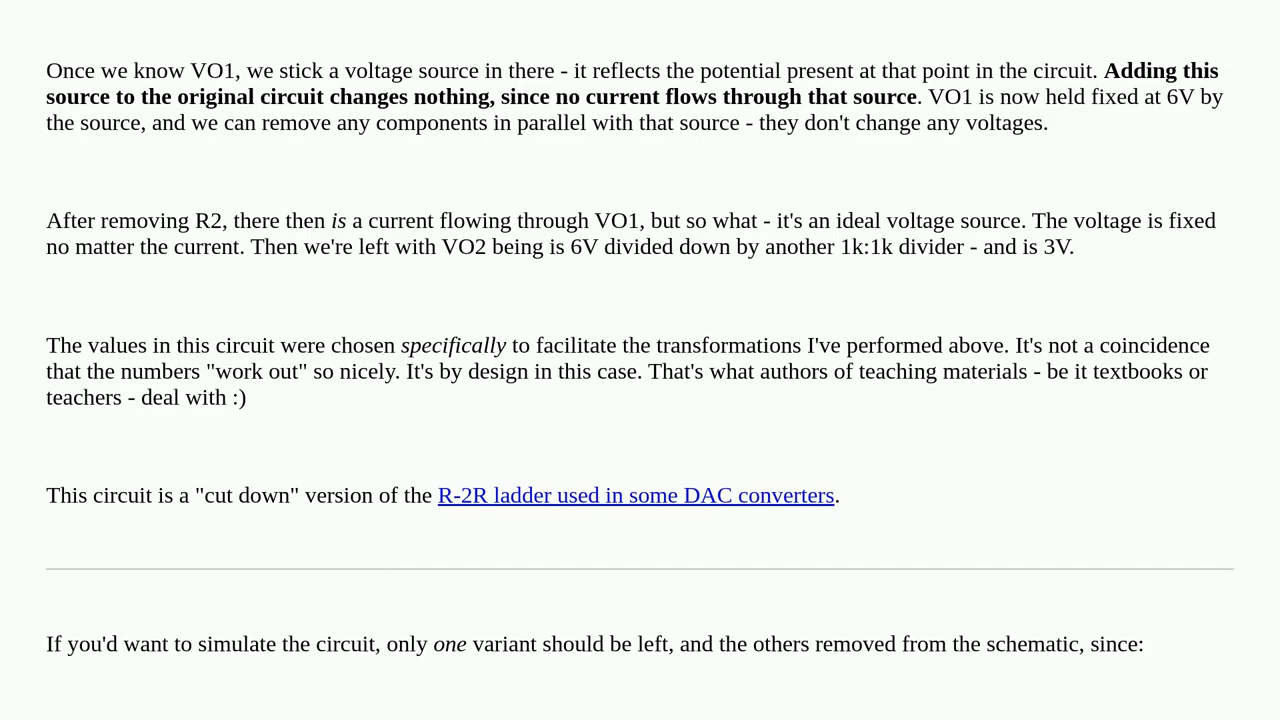 Once we know VO1, we stick a voltage source in there - it reflects the potential present at that point in the circuit. Adding this
source to the original circuit changes nothing, since no current flows through that source. VO1 is now held fixed at 6V by
the source, and we can remove any components in parallel with that source - they don't change any voltages.
After removing R2, there then is a current flowing through VO1, but so what - it's an ideal voltage source. The voltage is fixed
no matter the current. Then we're left with VO2 being is 6V divided down by another 1k:1k divider - and is 3V.
The values in this circuit were chosen specifically to facilitate the transformations I've performed above. It's not a coincidence
that the numbers "work out" so nicely. It's by design in this case. That's what authors of teaching materials - be it textbooks or
teachers - deal with :)
This circuit is a "cut down" version of the R-2R ladder used in some DAC converters.
If you'd want to simulate the circuit, only one variant should be left, and the others removed from the schematic, since: